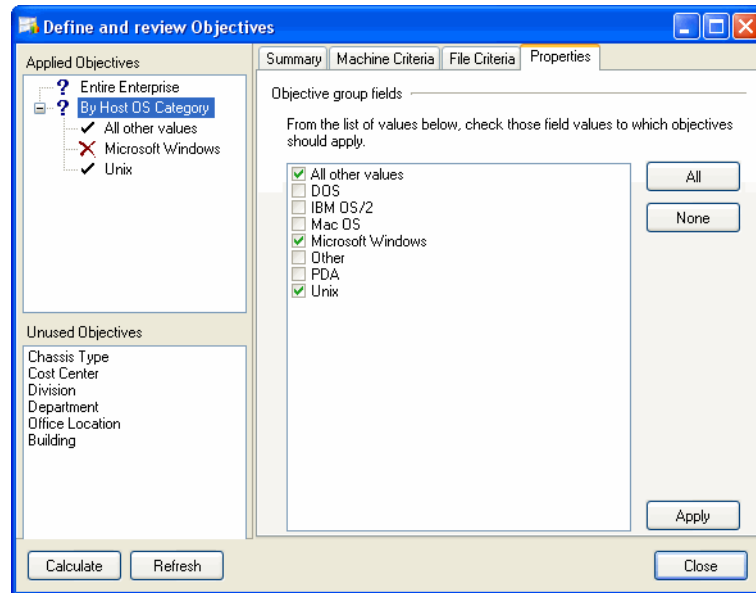 Define and review Objectives
Applied Objectives
? Entire Enterprise
? By Host OS Category
All other values
Microsoft Windows
Unix
Unused Objectives
Chassis Type
Cost Center
Division
Department
Office Location
Building
Summary Machine Criteria File Criteria Properties
Objective group fields
From the list of values below, check those field values to which objectives
should apply.
All other values
DOS
IBM OS/2
Mac OS
Microsoft Windows
Other
PDA
Unix
All
None
Apply
Calculate Refresh Close